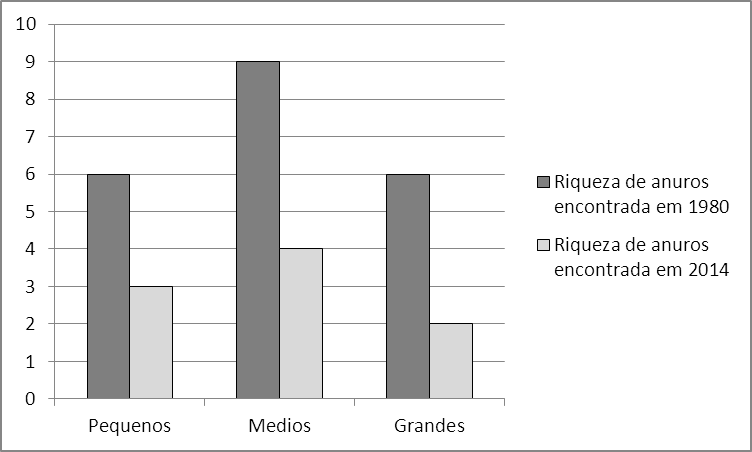 10
9
8
7
6
5
4
3
2
1
0
Pequenos
Medios
Grandes
Riqueza de anuros
encontrada em 1980
Riqueza de anuros
encontrada em 2014